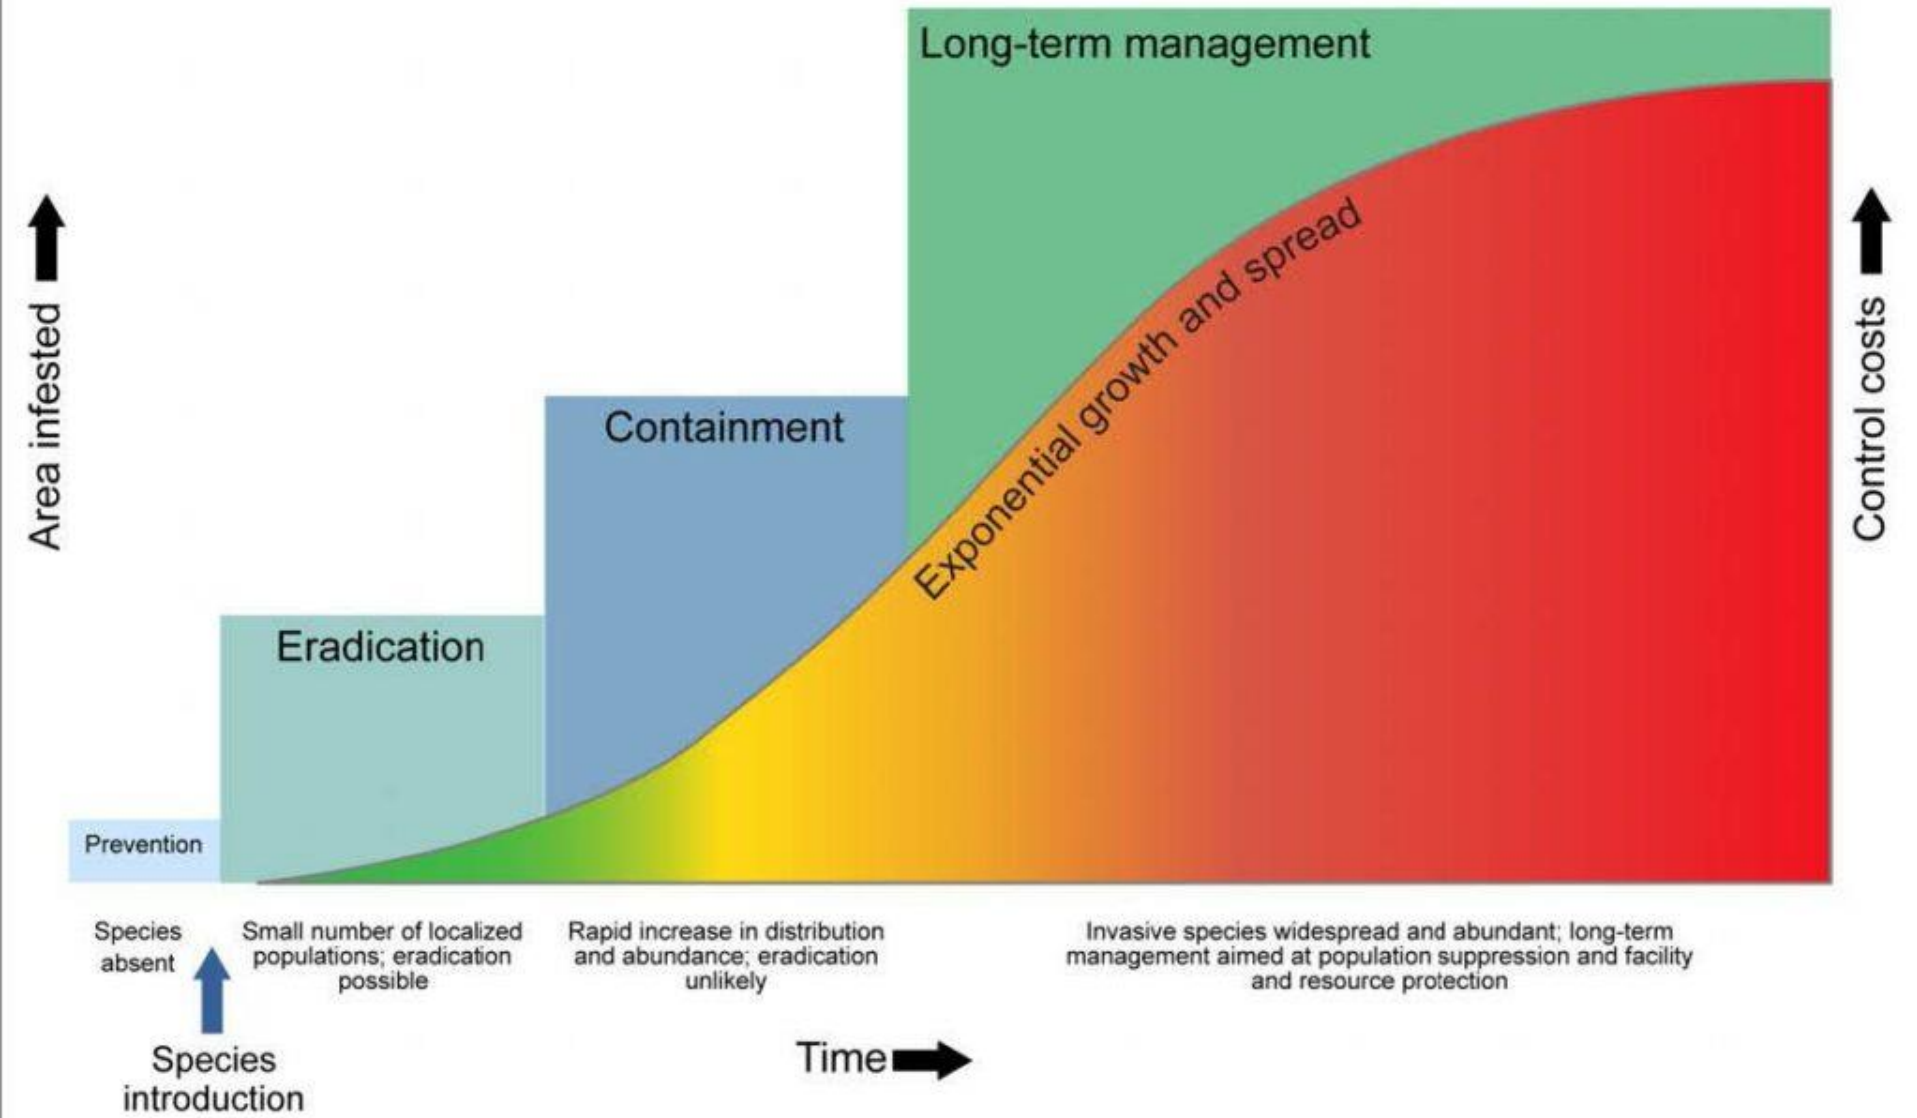 Long-term management
Exponential growth and spread
Containment
Eradication
Prevention
Area infested
Control costs
Species
absent
Small number of localized
populations; eradication
possible
Rapid increase in distribution
and abundance; eradication
unlikely
Invasive species widespread and abundant; long-term
management aimed at population suppression and facility
and resource protection
Species
introduction
Time